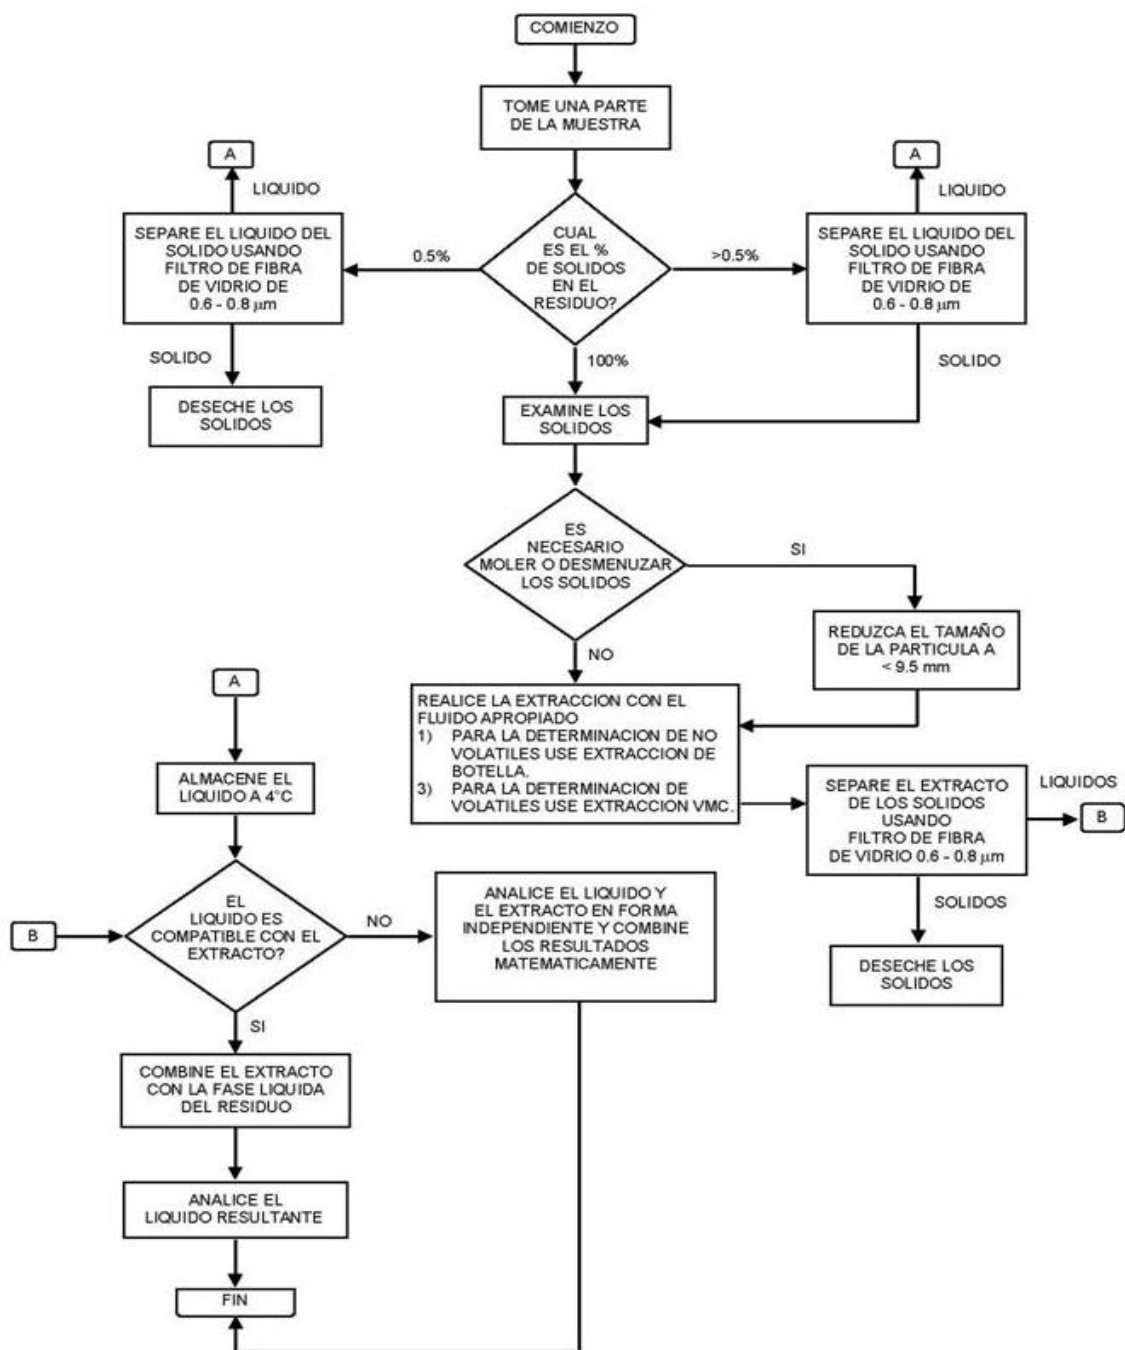 COMIENZO
TOME UNA PARTE
DE LA MUESTRA
A
LIQUIDO
SEPARE EL LIQUIDO DEL
SOLIDO USANDO
FILTRO DE FIBRA
DE VIDRIO DE
0.6 - 0.8 µm
SOLIDO
DESECHE LOS
SOLIDOS
0.5%
CUAL
ES EL %
DE SOLIDOS
EN EL
RESIDUO?
>0.5%
A
LIQUIDO
SEPARE EL LIQUIDO DEL
SOLIDO USANDO
FILTRO DE FIBRA
DE VIDRIO DE
0.6 - 0.8 µm
SOLIDO
100%
EXAMINE LOS
SOLIDOS
ES
NECESARIO
MOLER O DESMENUZAR
LOS SOLIDOS
SI
REDUZCA EL TAMAÑO
DE LA PARTICULA A
< 9.5 mm
NO
REALICE LA EXTRACCION CON EL
FLUIDO APROPIADO
1) PARA LA DETERMINACION DE NO
VOLATILES USE EXTRACCION DE
BOTELLA.
3) PARA LA DETERMINACION DE
VOLATILES USE EXTRACCION VMC.
SEPARE EL EXTRACTO
DE LOS SOLIDOS
USANDO
FILTRO DE FIBRA
DE VIDRIO 0.6 - 0.8 µm
LIQUIDOS
B
SOLIDOS
DESECHE LOS
SOLIDOS
A
ALMACENE EL
LIQUIDO A 4°C
B
EL
LIQUIDO ES
COMPATIBLE CON EL
EXTRACTO?
NO
ANALICE EL LIQUIDO Y
EL EXTRACTO EN FORMA
INDEPENDIENTE Y COMBINE
LOS RESULTADOS
MATEMATICAMENTE
SI
COMBINE EL EXTRACTO
CON LA FASE LIQUIDA
DEL RESIDUO
ANALICE EL
LIQUIDO RESULTANTE
FIN